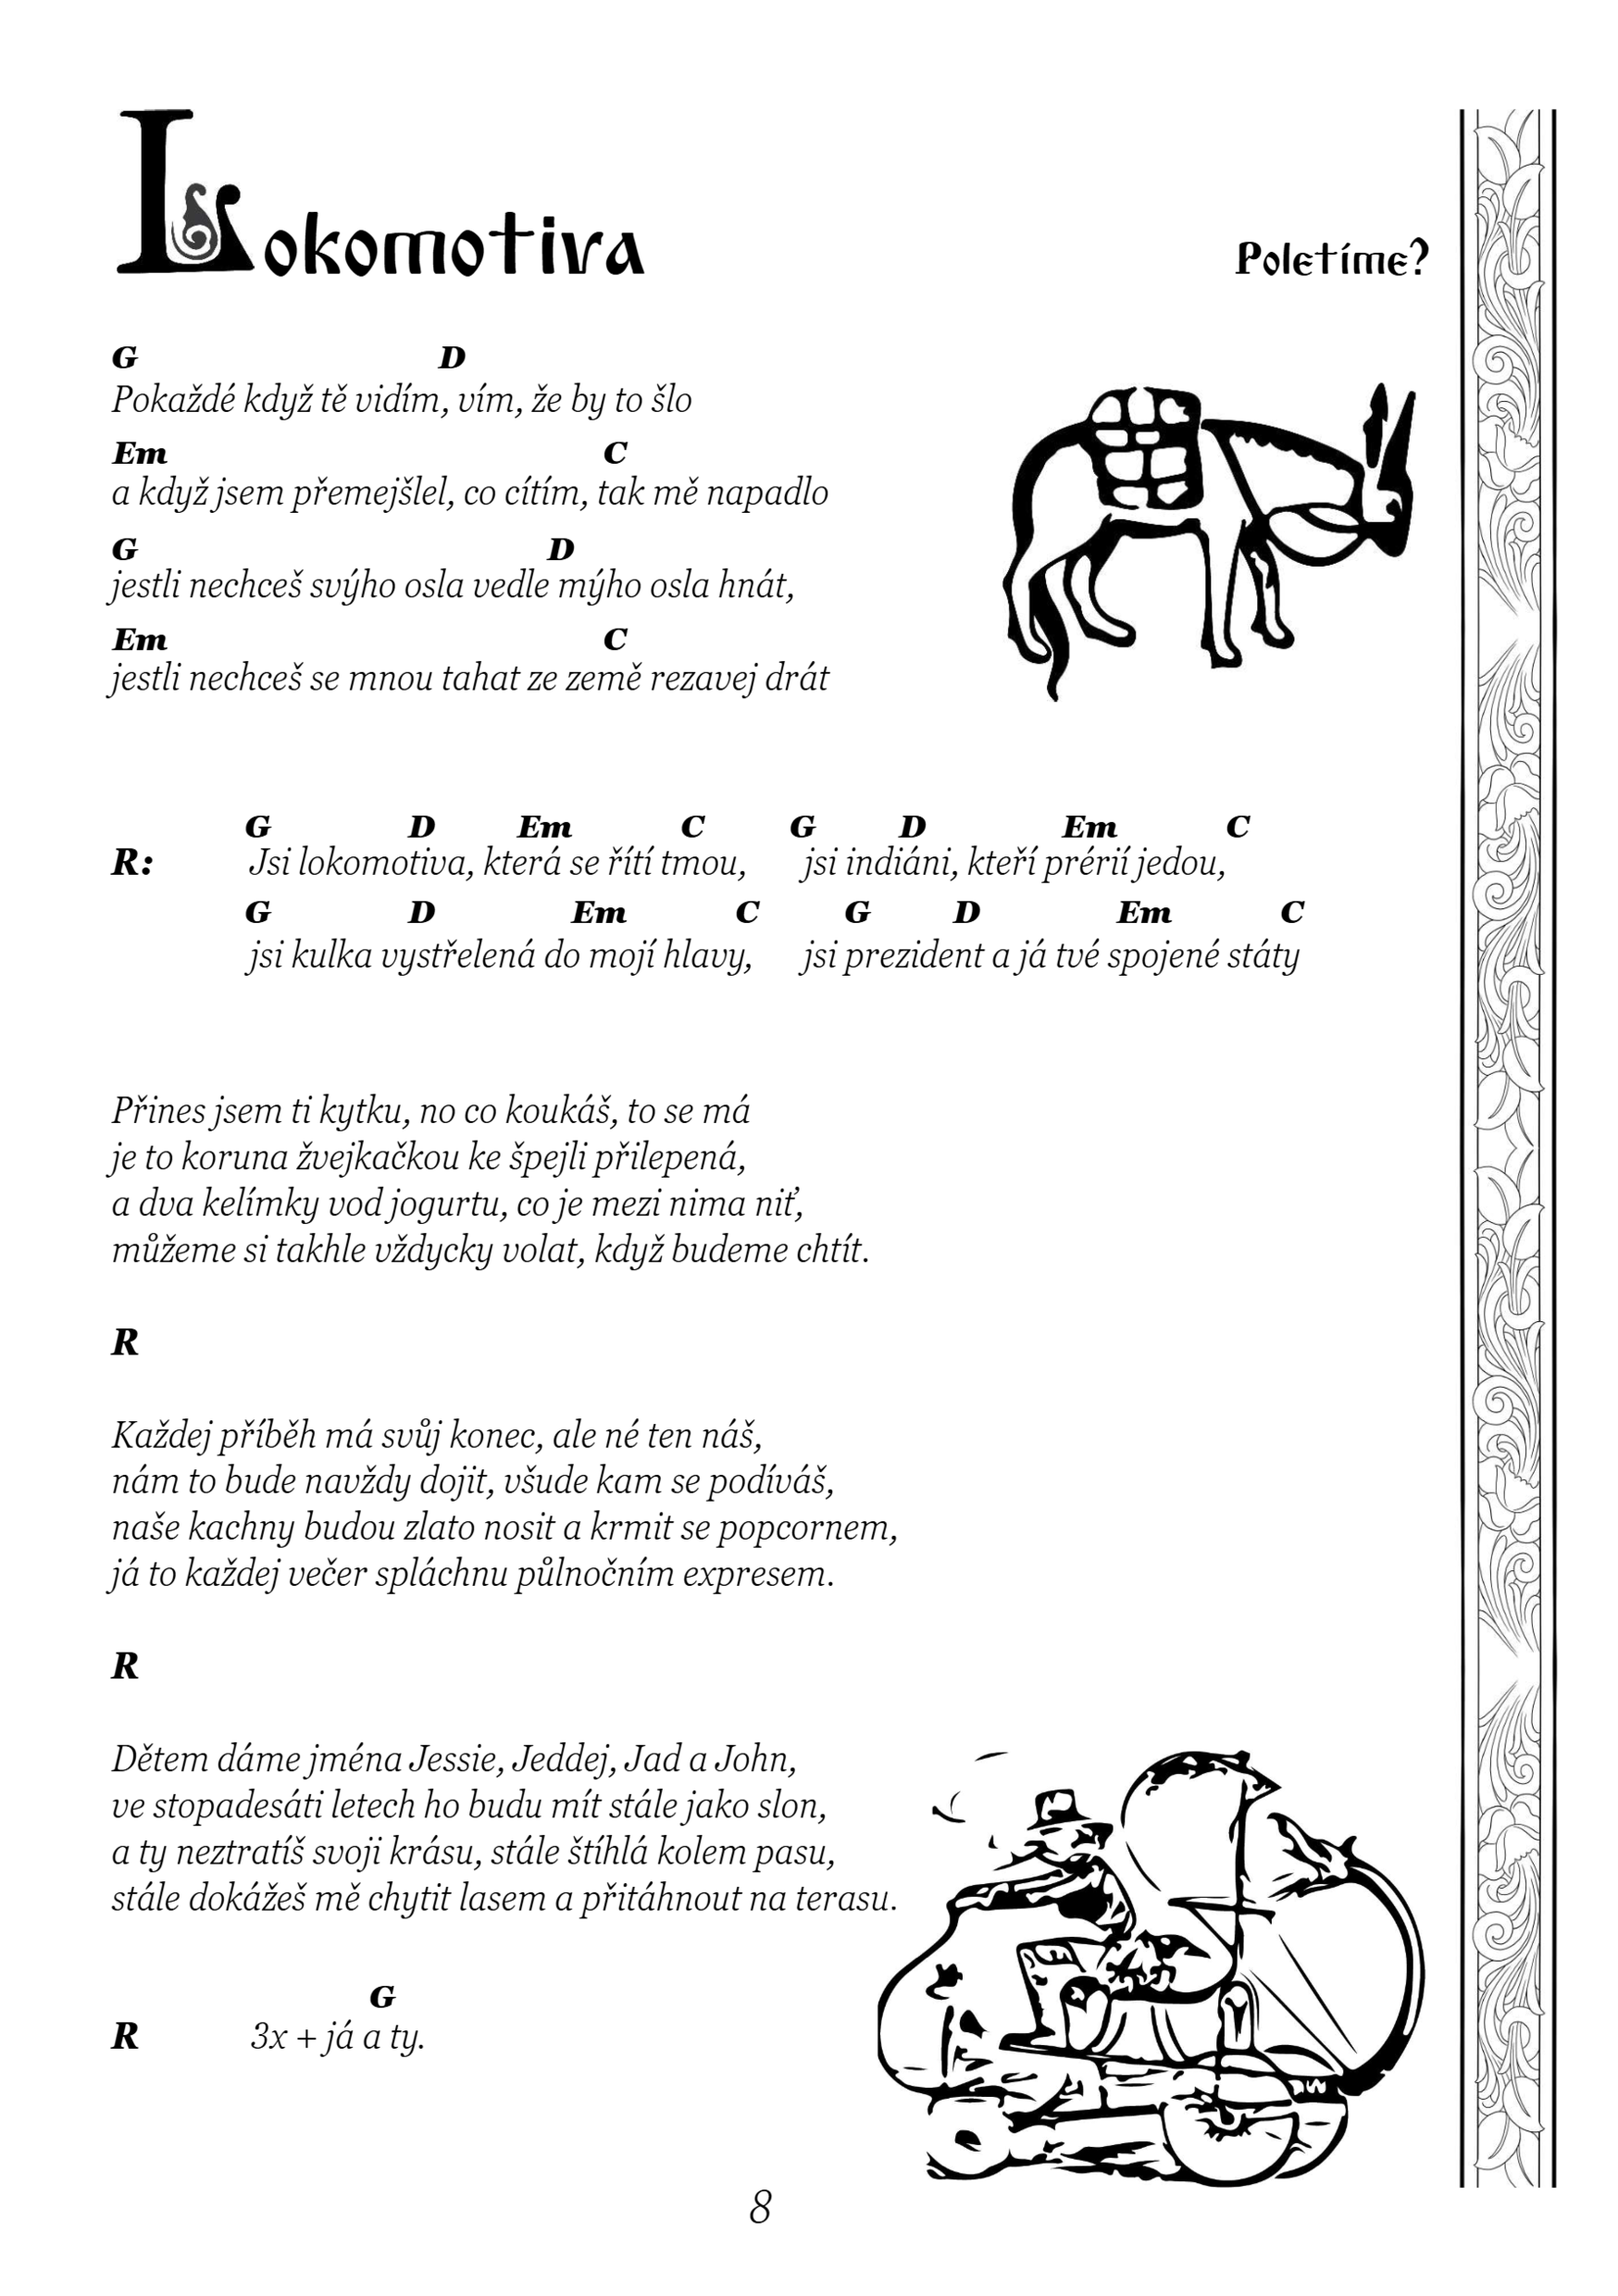 Lokomotiva
Poletíme?
G D
Pokaždé když tě vidím, vím, že by to šlo
Em C
a když jsem přemejšlel, co cítím, tak mě napadlo
G D
jestli nechceš svýho osla vedle mýho osla hnát,
Em C
jestli nechceš se mnou tahat ze země rezavej drát
G D Em C G D Em C
R: Jsi lokomotiva, která se řítí tmou, jsi indiáni, kteří prérií jedou,
G D Em C G D Em C
jsi kulka vystřelená do mojí hlavy, jsi prezident a já tvé spojené státy
Přines jsem ti kytku, no co koukáš, to se má
je to koruna žvejkačkou ke špejli přilepená,
a dva kelímky vod jogurtu, co je mezi nima niť,
můžeme si takhle vždycky volat, když budeme chtít.
R
Každej příběh má svůj konec, ale né ten náš,
nám to bude navždy dojit, všude kam se podíváš,
naše kachny budou zlato nosit a krmit se popcornem,
já to každej večer spláchnu půlnočním expresem.
R
Dětem dáme jména Jessie, Jeddej, Jad a John,
ve stopadesáti letech ho budu mít stále jako slon,
a ty neztratíš svoji krásu, stále štíhlá kolem pasu,
stále dokážeš mě chytit lasem a přitáhnout na terasu.
G
R 3x + já a ty.
8